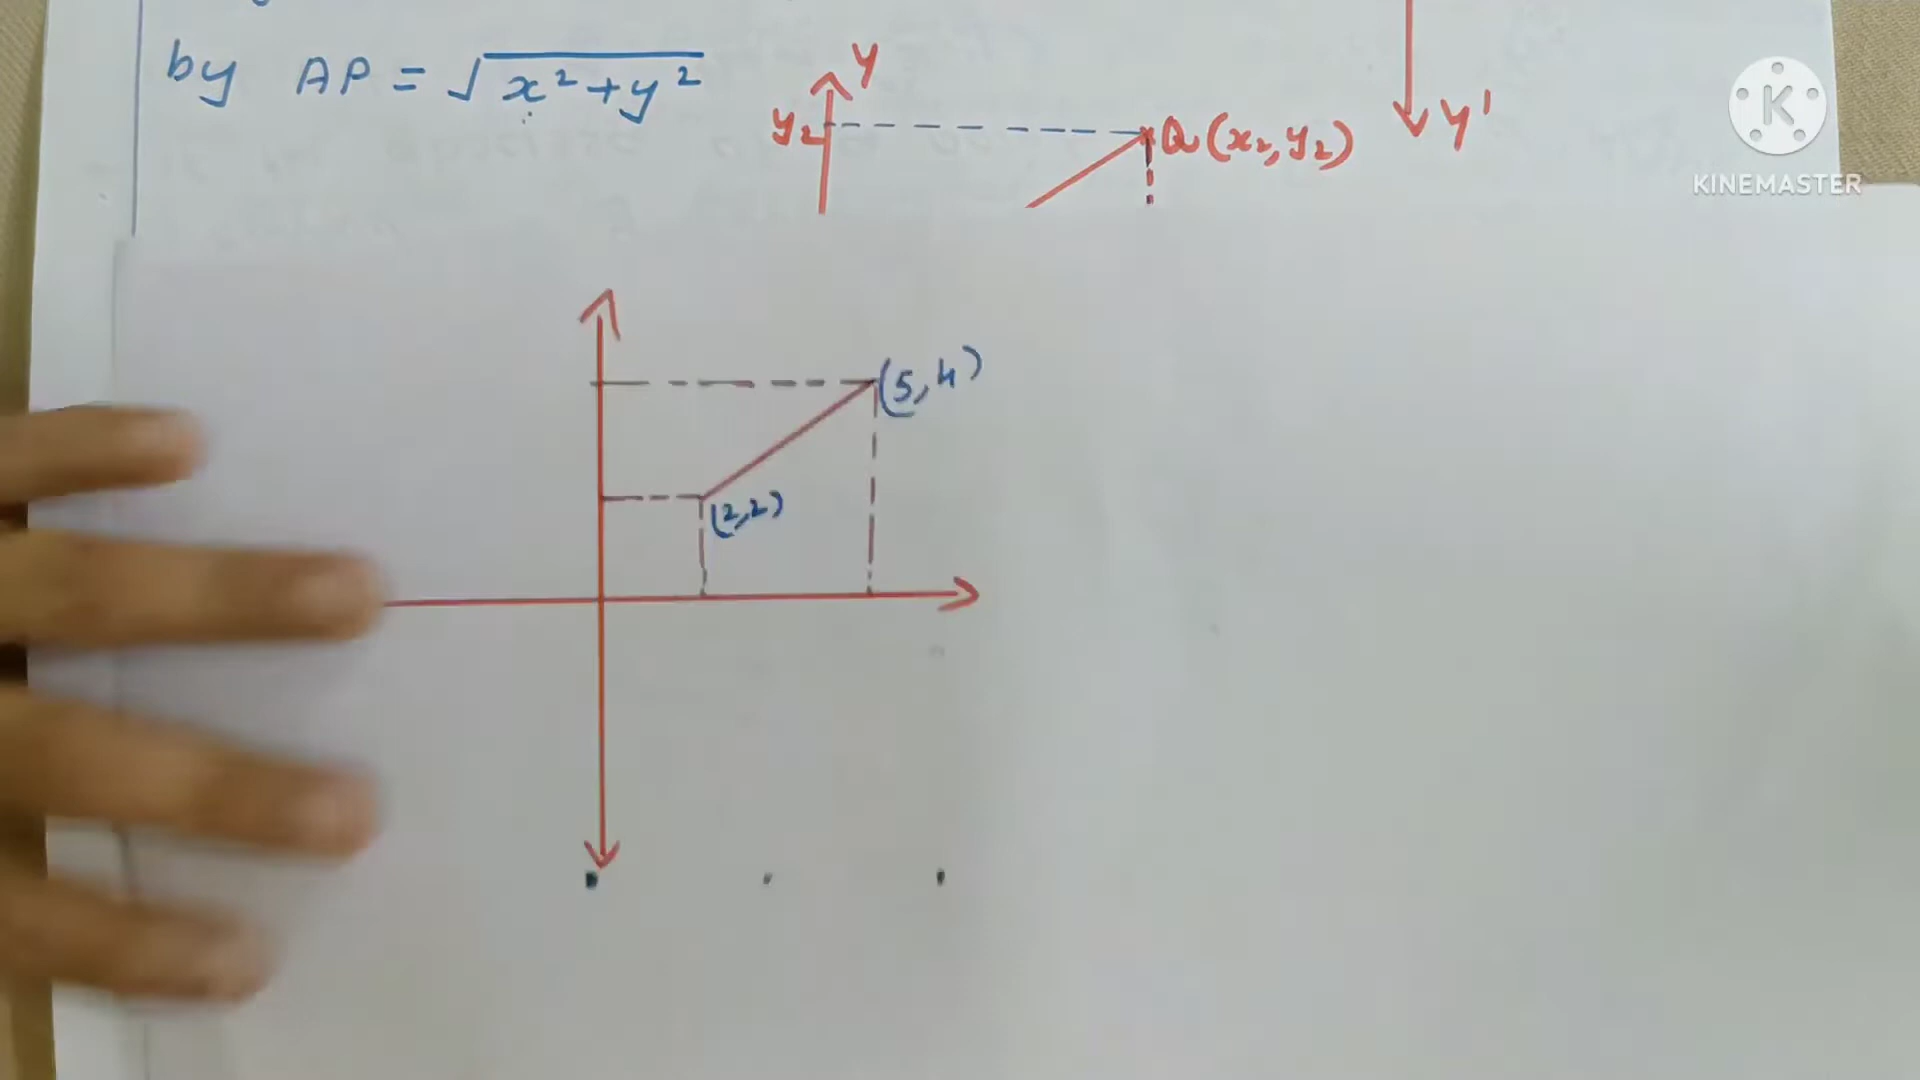 by AP = √x²+y²
Y
y₂
Q(x₂, y₂)
Y'
K
KINEMASTER
(5, 4)
(2,2)